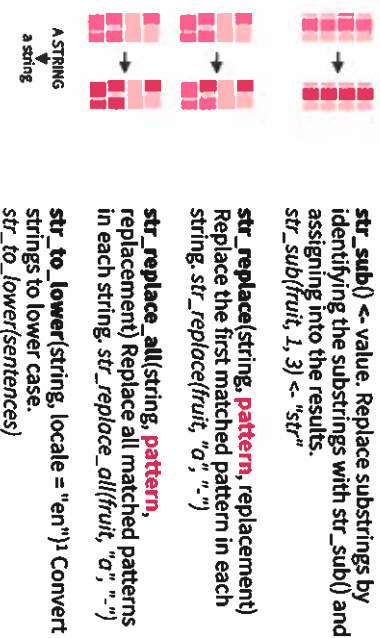 str_sub() <- value. Replace substrings by
identifying the substrings with str_sub() and
assigning into the results.
str_sub(fruit, 1, 3) <- "str"
str_replace(string, pattern, replacement)
Replace the first matched pattern in each
string. str_replace(fruit, "a", "-")
str_replace_all(string, pattern,
replacement) Replace all matched patterns
in each string. str_replace_all(fruit, "a", "-")
A STRING
a string
str_to_lower(string, locale = "en")¹ Convert
strings to lower case.
str_to_lower(sentences)